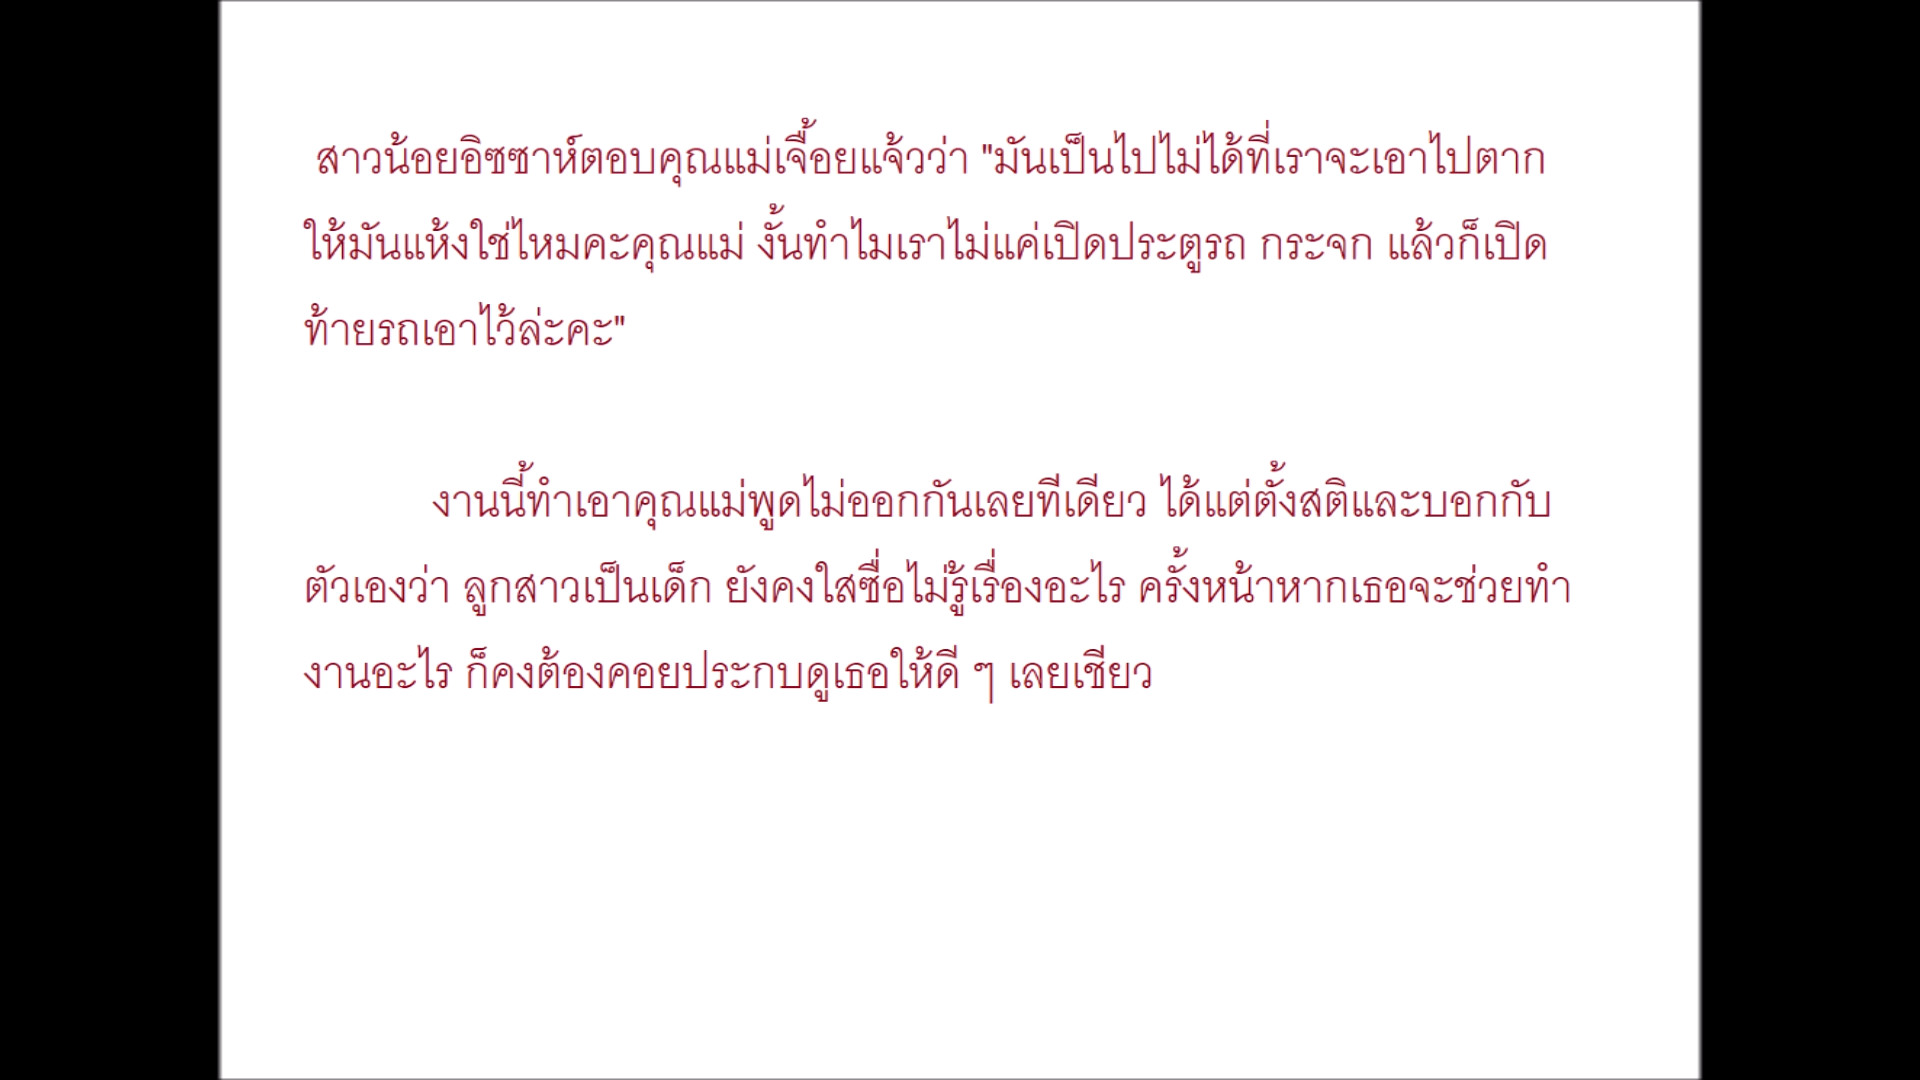 สาวน้อยอิซซาห์ตอบคุณแม่เจื้อยแจ้วว่า "มันเป็นไปไม่ได้ที่เราจะเอาไปตาก
ให้มันแห้งใช่ไหมคะคุณแม่ งั้นทำไมเราไม่แค่เปิดประตูรถ กระจก แล้วก็เปิด
ท้ายรถเอาไว้ล่ะคะ"
งานนี้ทำเอาคุณแม่พูดไม่ออกกันเลยทีเดียว ได้แต่ตั้งสติและบอกกับ
ตัวเองว่า ลูกสาวเป็นเด็ก ยังคงใสซื่อไม่รู้เรื่องอะไร ครั้งหน้าหากเธอจะช่วยทำ
งานอะไร ก็คงต้องคอยประกบดูเธอให้ดี ๆ เลยเชียว